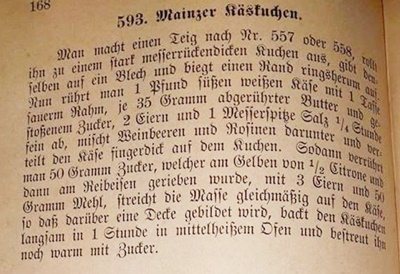 168
593. Mainzer Käskuchen.
Man macht einen Teig nach Nr. 557 oder 558, rollt
ihn zu einem stark messerrückendicken Kuchen aus, gibt den-
selben auf ein Blech und biegt einen Rand ringsherum auf.
Nun rührt man 1 Pfund süßen weißen Käse mit 1 Tasse
sauerm Rahm, je 35 Gramm abgerührter Butter und ge-
stoßenem Zucker, 2 Eiern und 1 Messerspitze Salz ¼ Stunde
fein ab, mischt Weinbeeren und Rosinen darunter und ver-
teilt den Käse fingerdick auf dem Kuchen. Sodann verrührt
man 50 Gramm Zucker, welcher am Gelben von ½ Citrone und
dann am Reibeisen gerieben wurde, mit 3 Eiern und 50
Gramm Mehl, streicht die Masse gleichmäßig auf den Käse,
so daß darüber eine Decke gebildet wird, backt den Käskuchen
langsam in 1 Stunde in mittelheißem Ofen und bestreut ihn
noch warm mit Zucker.